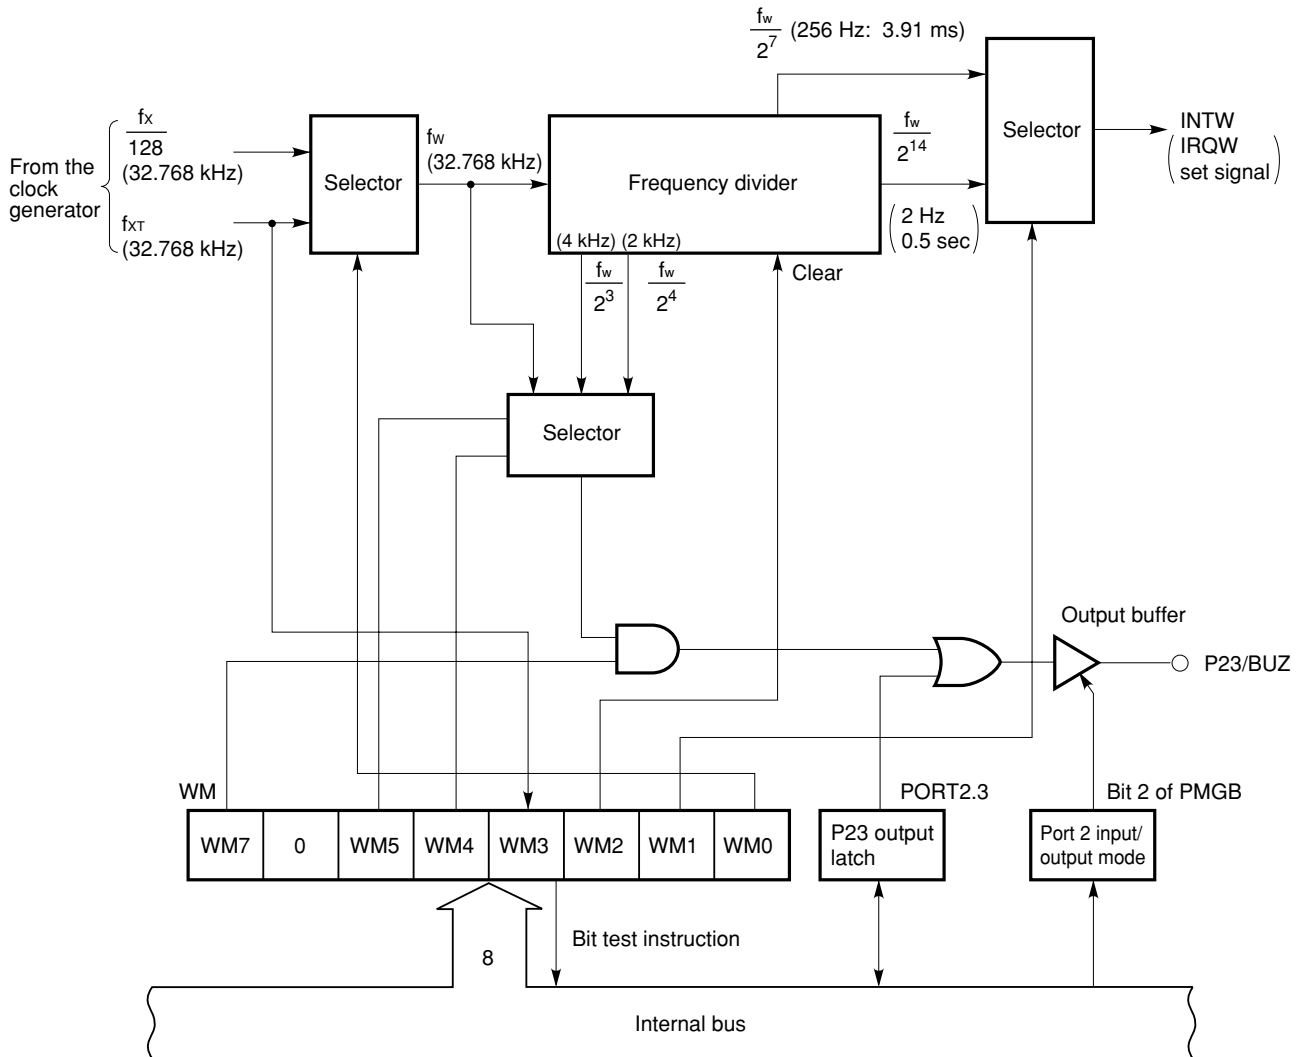 fw
2^7 (256 Hz: 3.91 ms)
From the
clock
generator
fX
128
(32.768 kHz)
fXT
(32.768 kHz)
Selector
fW
(32.768 kHz)
Frequency divider
(4 kHz) (2 kHz)
fw
2^14
(2 Hz
0.5 sec)
Selector
INTW
IRQW
(set signal)
fw
2^3
fw
2^4
Clear
Selector
Output buffer
P23/BUZ
WM
PORT2.3
Bit 2 of PMGB
WM7 0 WM5 WM4 WM3 WM2 WM1 WM0
P23 output
latch
Port 2 input/
output mode
8
Bit test instruction
Internal bus